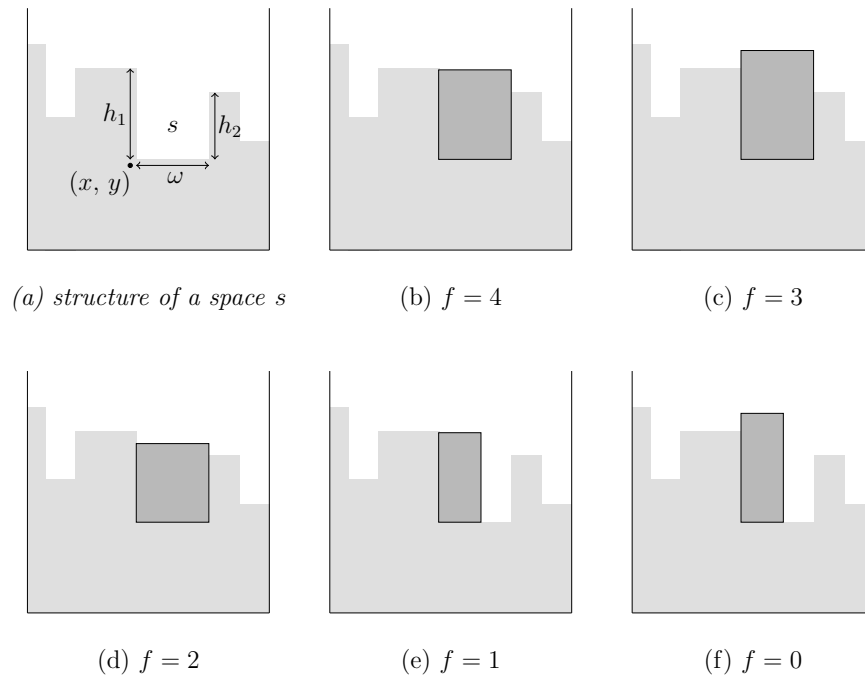 h₁
s
h₂
(x, y)
ω
(a) structure of a space s
(b) f = 4
(c) f = 3
(d) f = 2
(e) f = 1
(f) f = 0